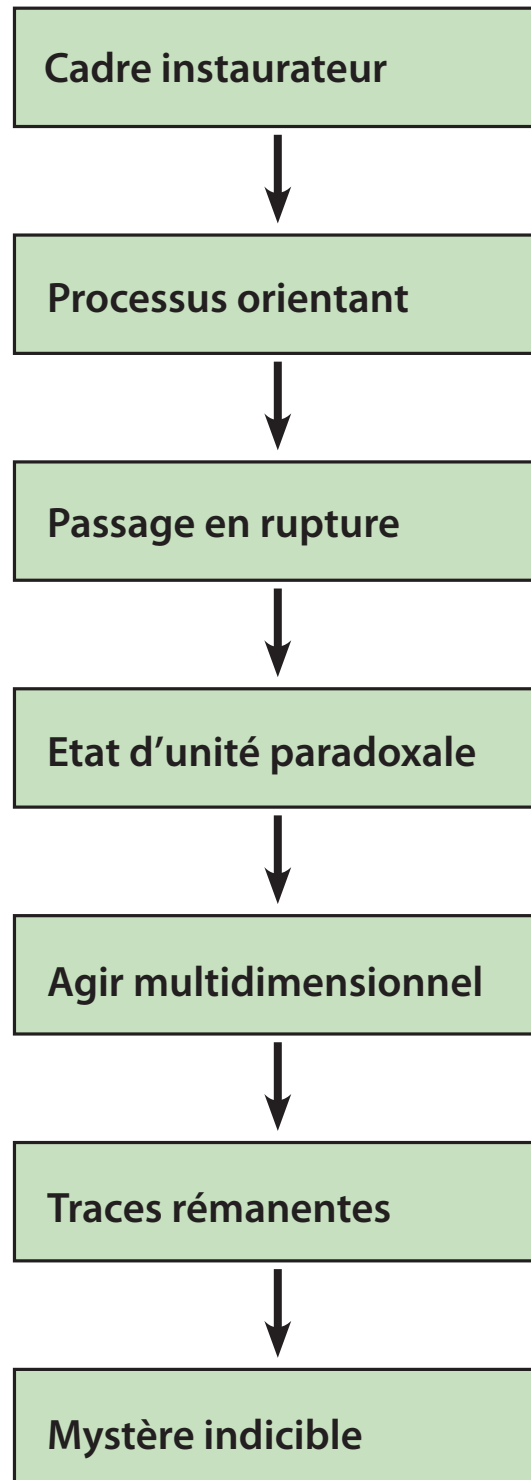 Cadre instaurateur
Processus orientant
Passage en rupture
Etat d’unité paradoxale
Agir multidimensionnel
Traces rémanentes
Mystère indicible